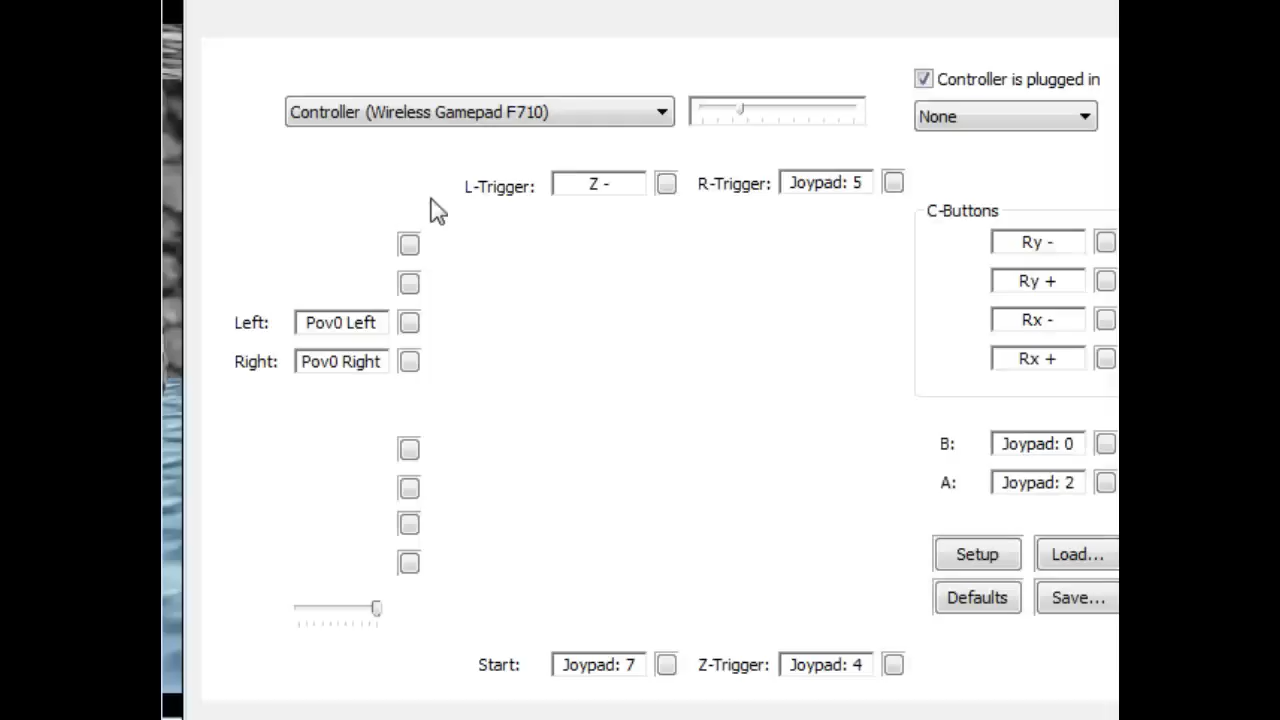 Controller is plugged in
Controller (Wireless Gamepad F710)
None
L-Trigger: Z -
R-Trigger: Joypad: 5
C-Buttons
Ry -
Ry +
Left: Pov0 Left
Rx -
Right: Pov0 Right
Rx +
B: Joypad: 0
A: Joypad: 2
Setup Load...
Defaults Save...
Start: Joypad: 7
Z-Trigger: Joypad: 4